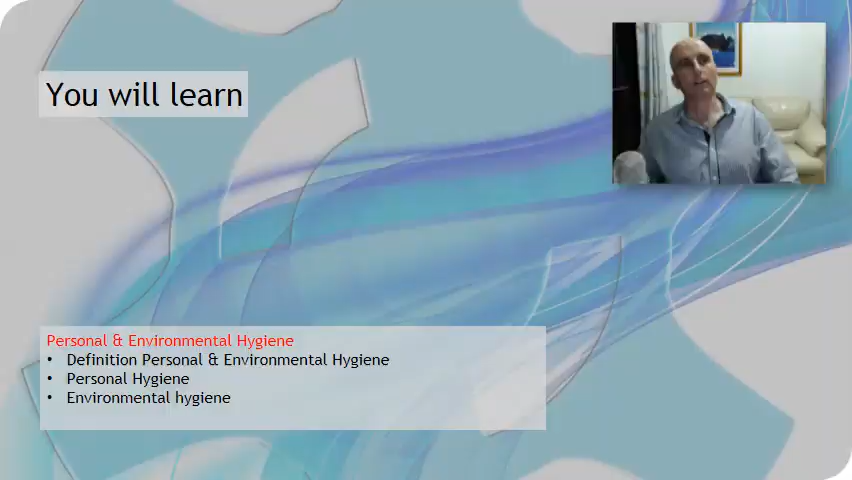 You will learn
Personal & Environmental Hygiene
• Definition Personal & Environmental Hygiene
• Personal Hygiene
• Environmental hygiene